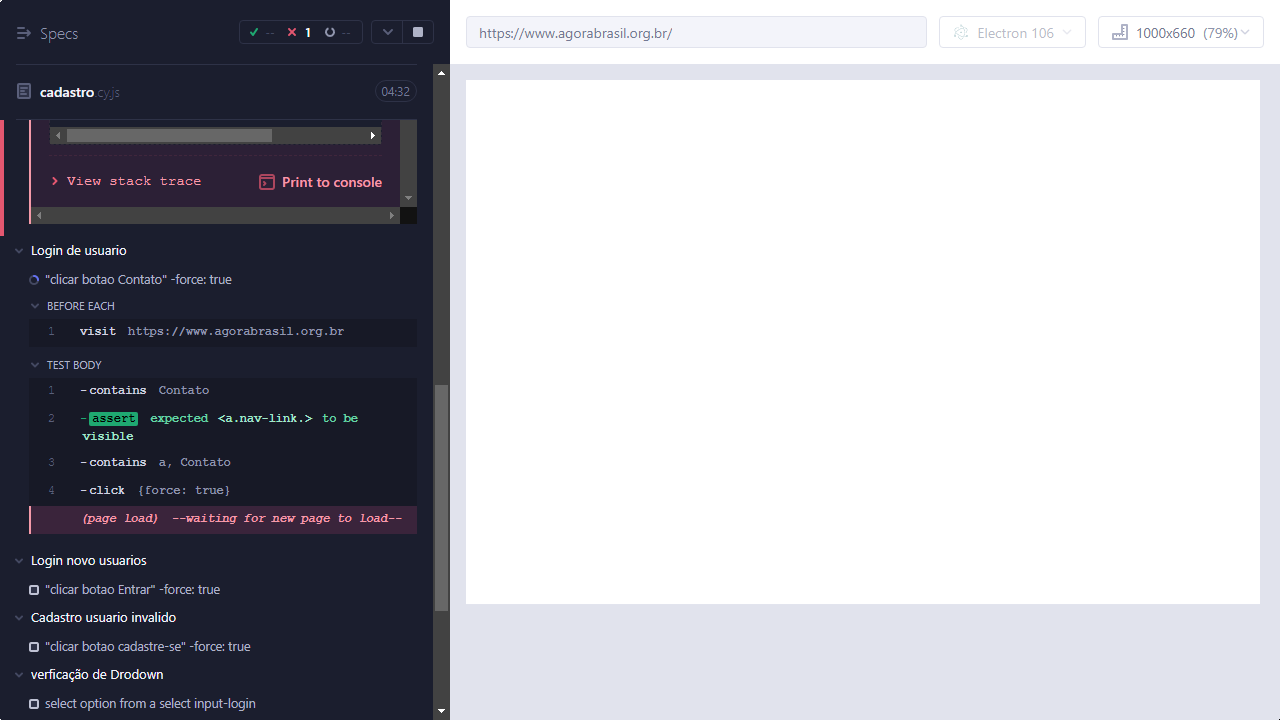 Specs
-- 1 --
https://www.agorabrasil.org.br/
Electron 106
1000x660 (79%)
cadastro.cy.js
04:32
View stack trace
Print to console
Login de usuario
"clicar botao Contato" -force: true
BEFORE EACH
1 visit https://www.agorabrasil.org.br
TEST BODY
1 -contains Contato
2 -assert expected <a.nav-link.> to be
visible
3 -contains a, Contato
4 -click {force: true}
(page load) --waiting for new page to load--
Login novo usuarios
"clicar botao Entrar" -force: true
Cadastro usuario invalido
"clicar botao cadastre-se" -force: true
verficação de Drodown
select option from a select input-login